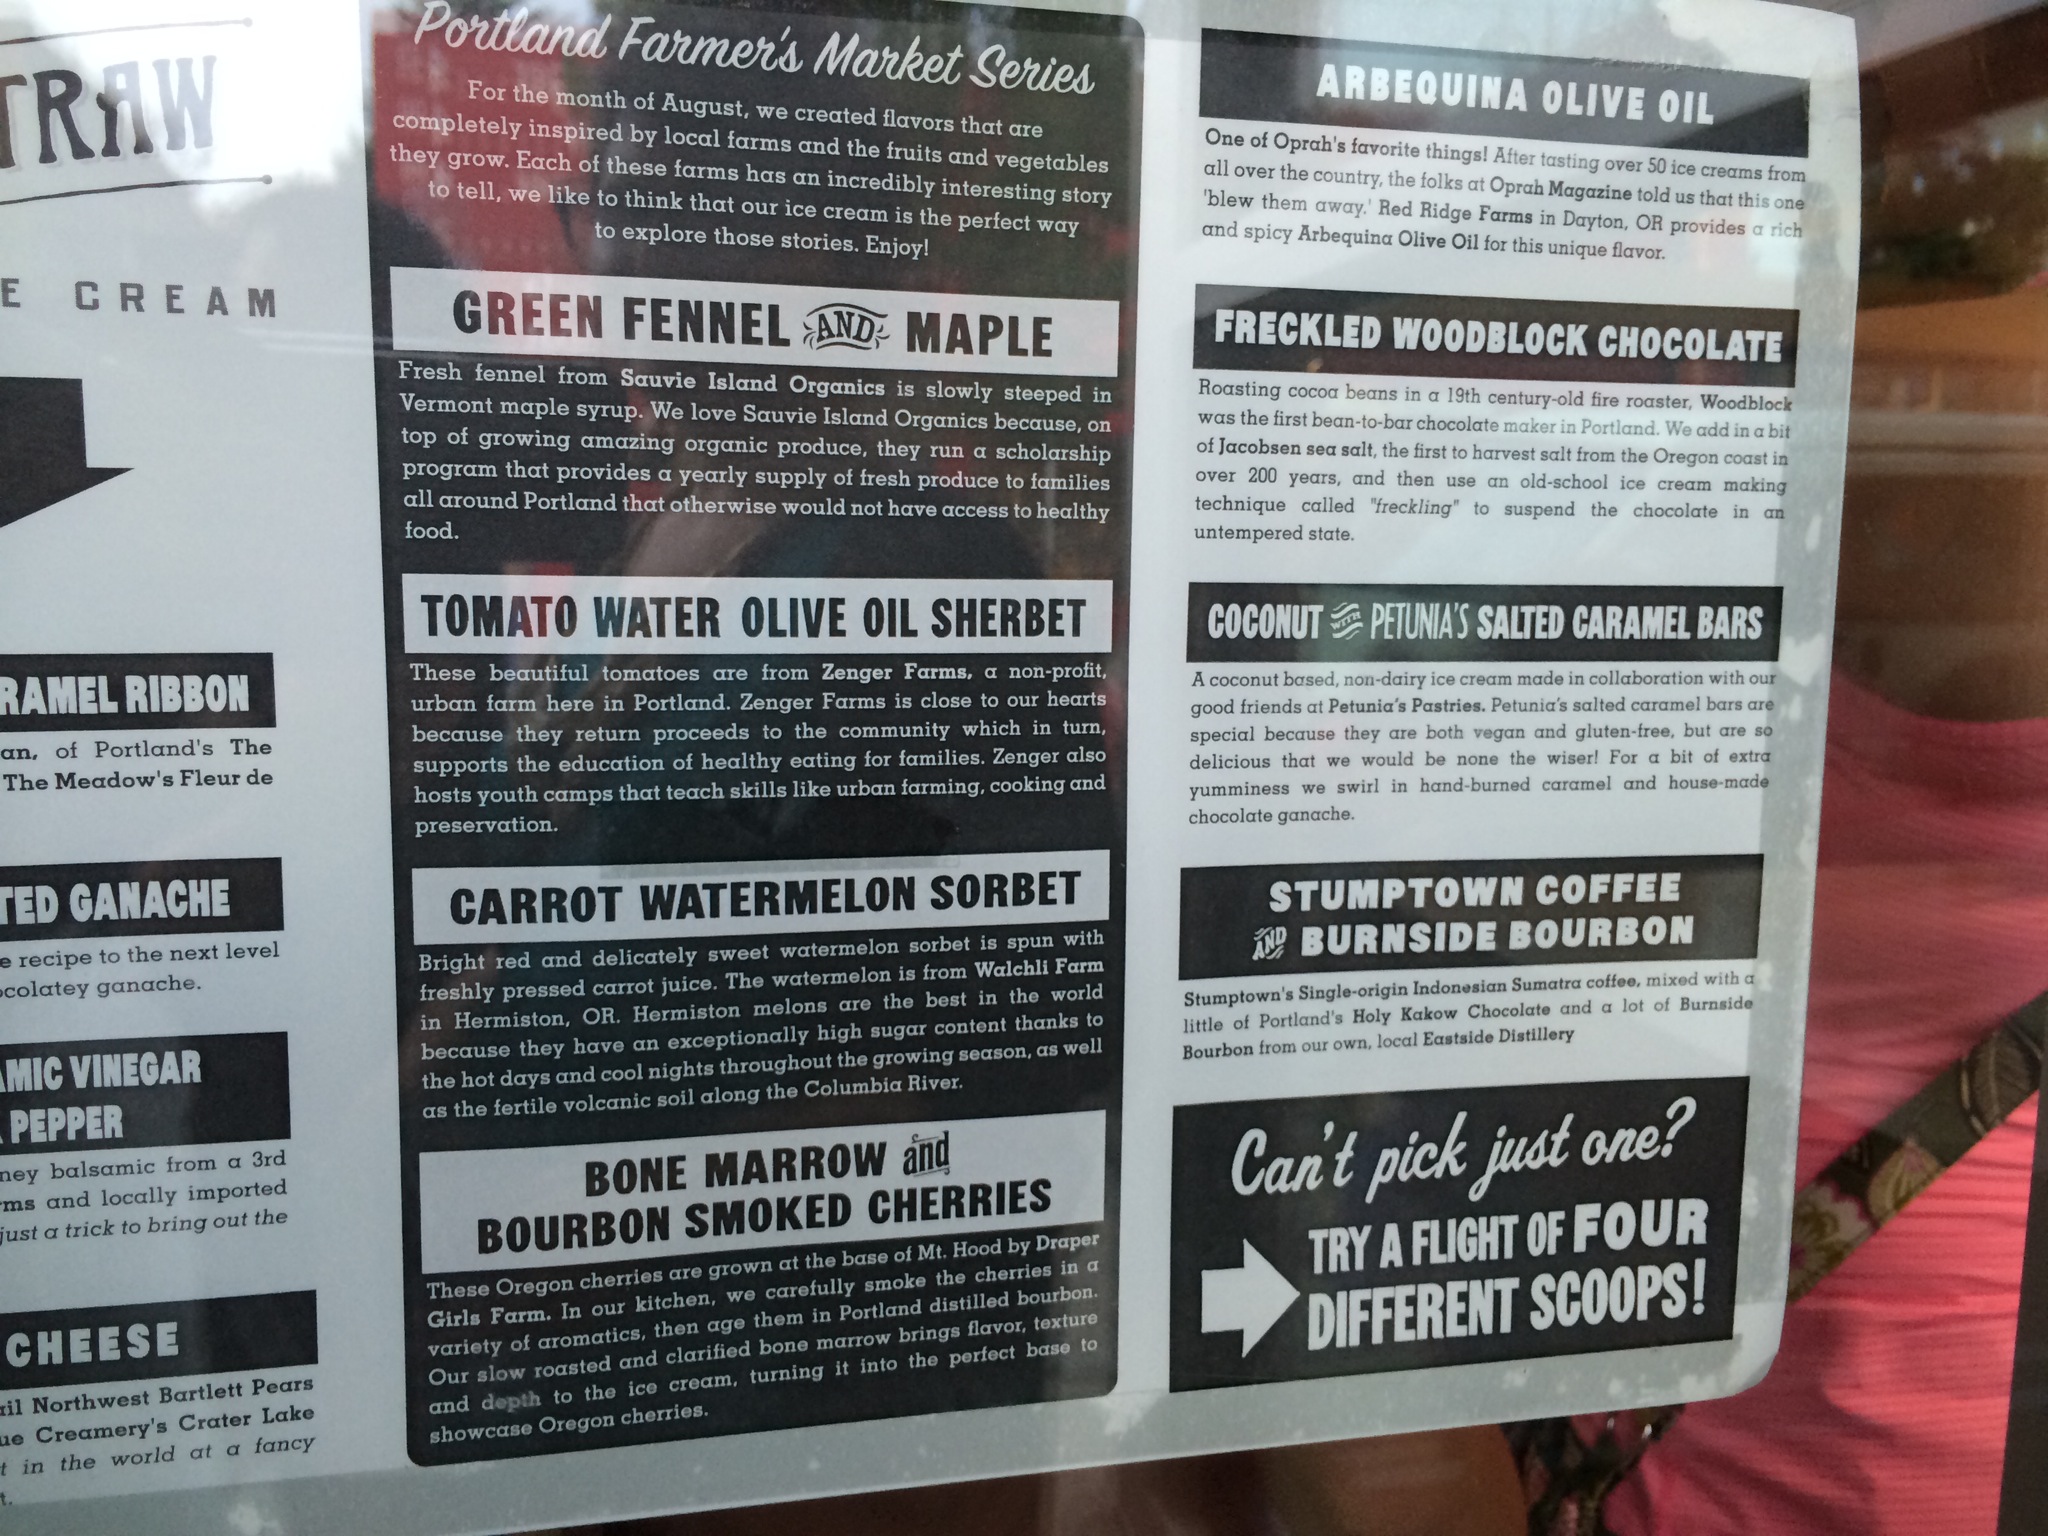 TRAW
E CREAM
RAMEL RIBBON
an, of Portland's The
The Meadow's Fleur de
TED GANACHE
e recipe to the next level
ocolatey ganache.
AMIC VINEGAR
PEPPER
ney balsamic from a 3rd
rms and locally imported
just a trick to bring out the
CHEESE
ril Northwest Bartlett Pears
ue Creamery's Crater Lake
t in the world at a fancy
t.
Portland Farmer's Market Series
For the month of August, we created flavors that are
completely inspired by local farms and the fruits and vegetables
they grow. Each of these farms has an incredibly interesting story
to tell, we like to think that our ice cream is the perfect way
to explore those stories. Enjoy!
GREEN FENNEL AND MAPLE
Fresh fennel from Sauvie Island Organics is slowly steeped in
Vermont maple syrup. We love Sauvie Island Organics because, on
top of growing amazing organic produce, they run a scholarship
program that provides a yearly supply of fresh produce to families
all around Portland that otherwise would not have access to healthy
food.
TOMATO WATER OLIVE OIL SHERBET
These beautiful tomatoes are from Zenger Farms, a non-profit,
urban farm here in Portland. Zenger Farms is close to our hearts
because they return proceeds to the community which in turn,
supports the education of healthy eating for families. Zenger also
hosts youth camps that teach skills like urban farming, cooking and
preservation.
CARROT WATERMELON SORBET
Bright red and delicately sweet watermelon sorbet is spun with
freshly pressed carrot juice. The watermelon is from Walchli Farm
in Hermiston, OR. Hermiston melons are the best in the world
because they have an exceptionally high sugar content thanks to
the hot days and cool nights throughout the growing season, as well
as the fertile volcanic soil along the Columbia River.
BONE MARROW and
BOURBON SMOKED CHERRIES
These Oregon cherries are grown at the base of Mt. Hood by Draper
Girls Farm. In our kitchen, we carefully smoke the cherries in a
variety of aromatics, then age them in Portland distilled bourbon.
Our slow roasted and clarified bone marrow brings flavor, texture
and depth to the ice cream, turning it into the perfect base to
showcase Oregon cherries.
ARBEQUINA OLIVE OIL
One of Oprah's favorite things! After tasting over 50 ice creams from
all over the country, the folks at Oprah Magazine told us that this one
'blew them away.' Red Ridge Farms in Dayton, OR provides a rich
and spicy Arbequina Olive Oil for this unique flavor.
FRECKLED WOODBLOCK CHOCOLATE
Roasting cocoa beans in a 19th century-old fire roaster, Woodblock
was the first bean-to-bar chocolate maker in Portland. We add in a bit
of Jacobsen sea salt, the first to harvest salt from the Oregon coast in
over 200 years, and then use an old-school ice cream making
technique called "freckling" to suspend the chocolate in an
untempered state.
COCONUT WITH PETUNIA'S SALTED CARAMEL BARS
A coconut based, non-dairy ice cream made in collaboration with our
good friends at Petunia's Pastries. Petunia's salted caramel bars are
special because they are both vegan and gluten-free, but are so
delicious that we would be none the wiser! For a bit of extra
yumminess we swirl in hand-burned caramel and house-made
chocolate ganache.
STUMPTOWN COFFEE
AND BURNSIDE BOURBON
Stumptown's Single-origin Indonesian Sumatra coffee, mixed with a
little of Portland's Holy Kakow Chocolate and a lot of Burnside
Bourbon from our own, local Eastside Distillery
Can't pick just one?
TRY A FLIGHT OF FOUR
DIFFERENT SCOOPS!